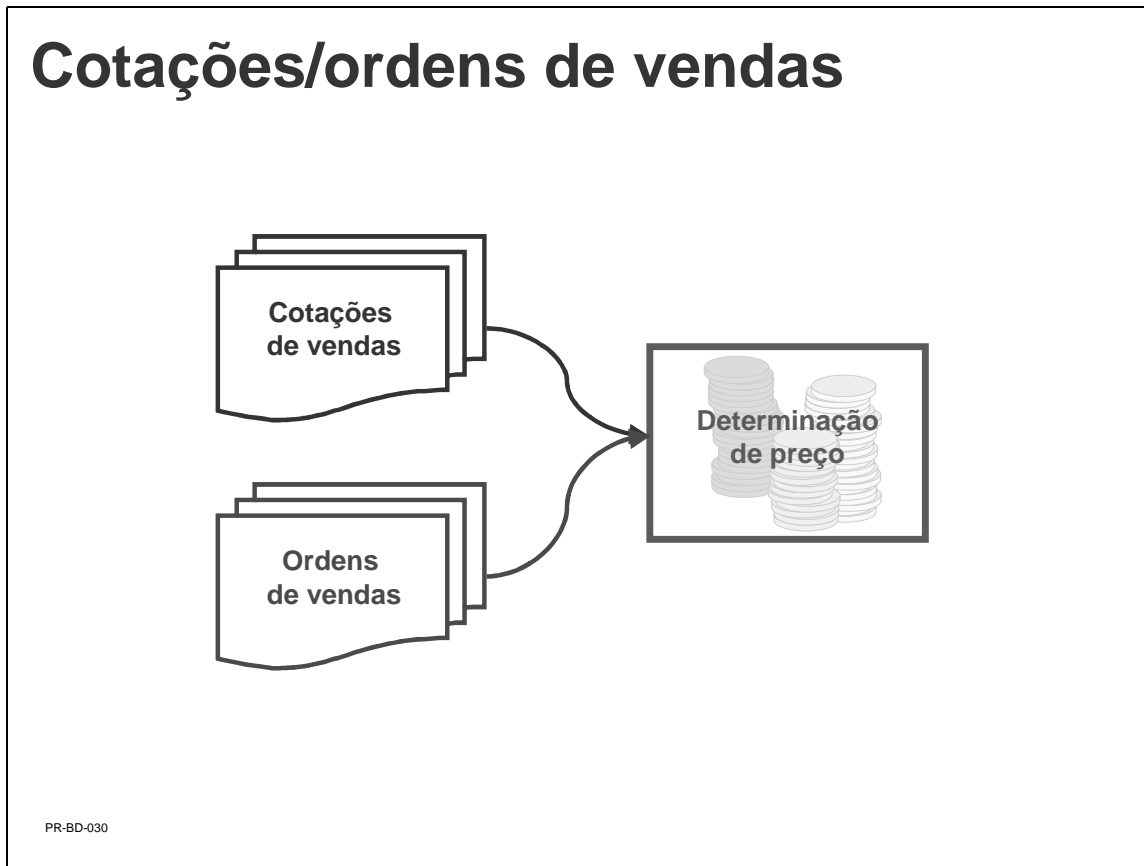 Cotações/ordens de vendas
Cotações
de vendas
Determinação
de preço
Ordens
de vendas
PR-BD-030